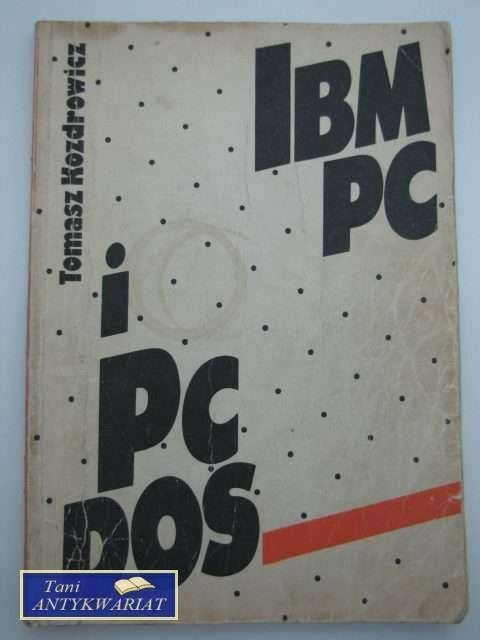 Tomasz Kozdrowicz
IBM
PC
i
PC
DOS
Tani
ANTYKWARIAT